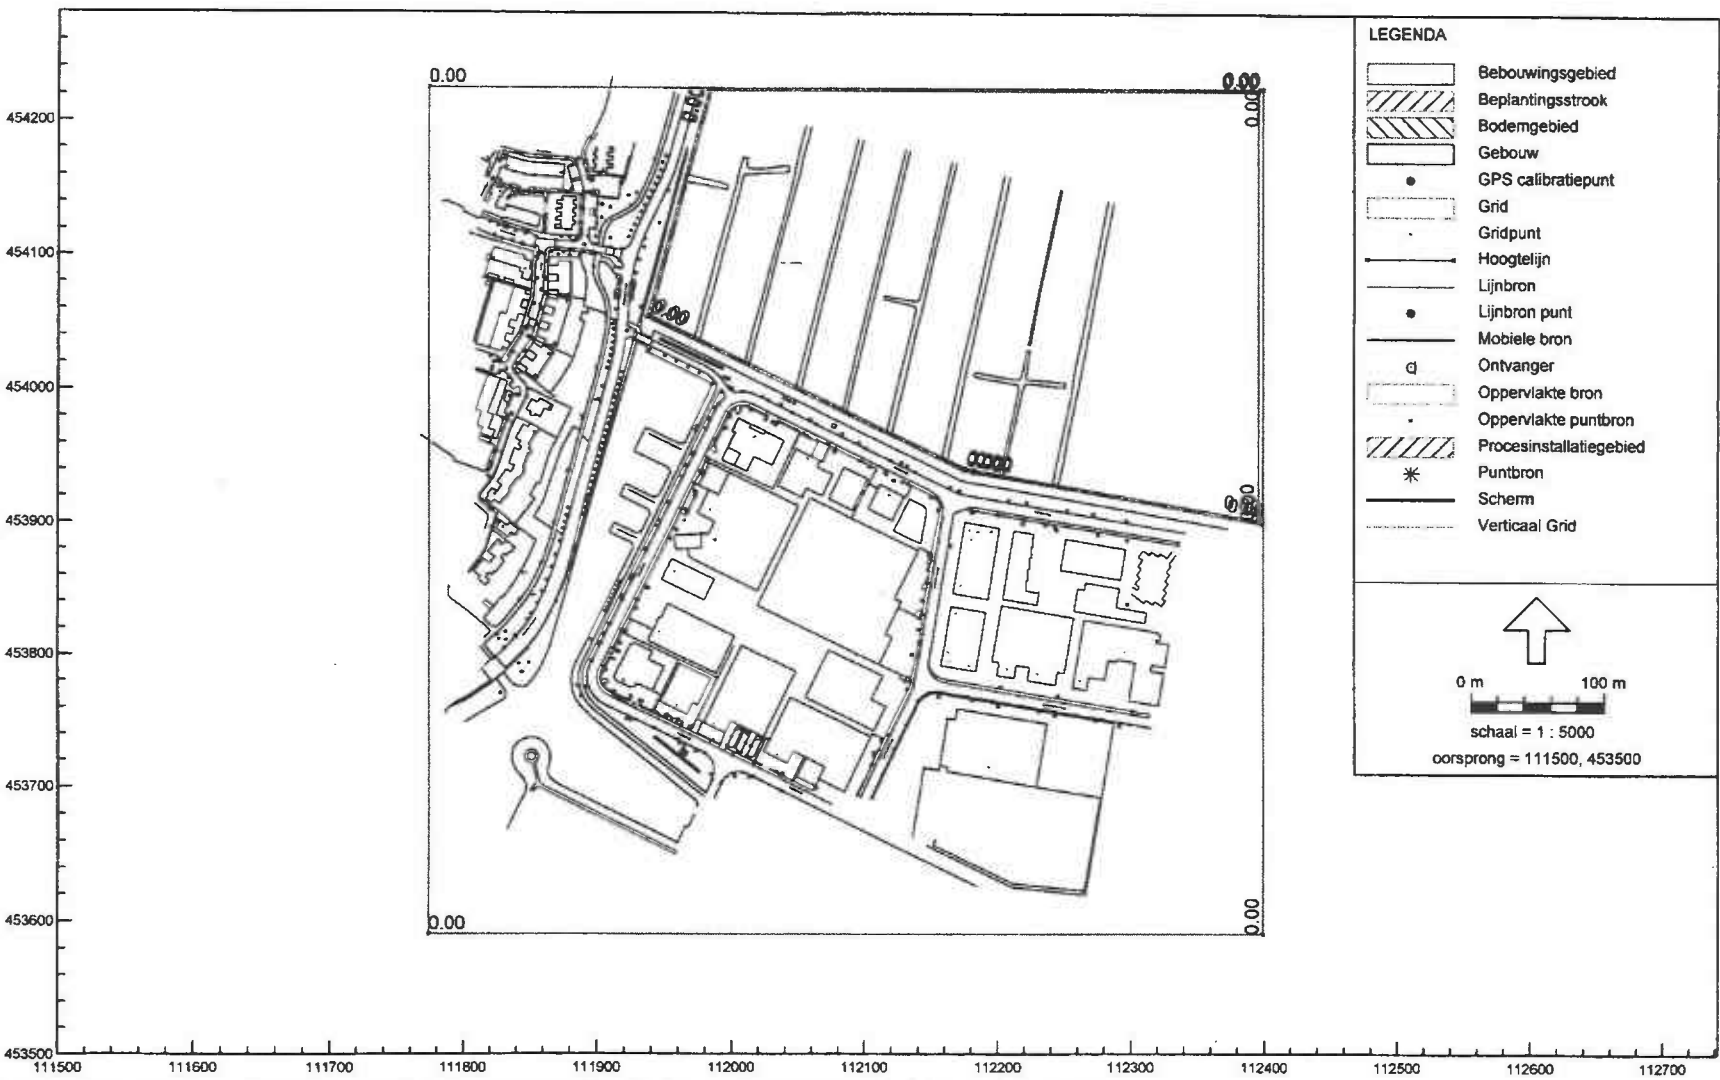 LEGENDA
Bebouwingsgebied
Beplantingsstrook
Bodemgebied
Gebouw
GPS calibratiepunt
Grid
Gridpunt
Hoogtelijn
Lijnbron
Lijnbron punt
Mobiele bron
Ontvanger
Oppervlakte bron
Oppervlakte puntbron
Procesinstallatiegebied
Puntbron
Scherm
Verticaal Grid
0 m 100 m
schaal = 1 : 5000
oorsprong = 111500, 453500
0.00 0.00
0.00
0.00
0.00 0.00
454200
454100
454000
453900
453800
453700
453600
453500
111500 111600 111700 111800 111900 112000 112100 112200 112300 112400 112500 112600 112700